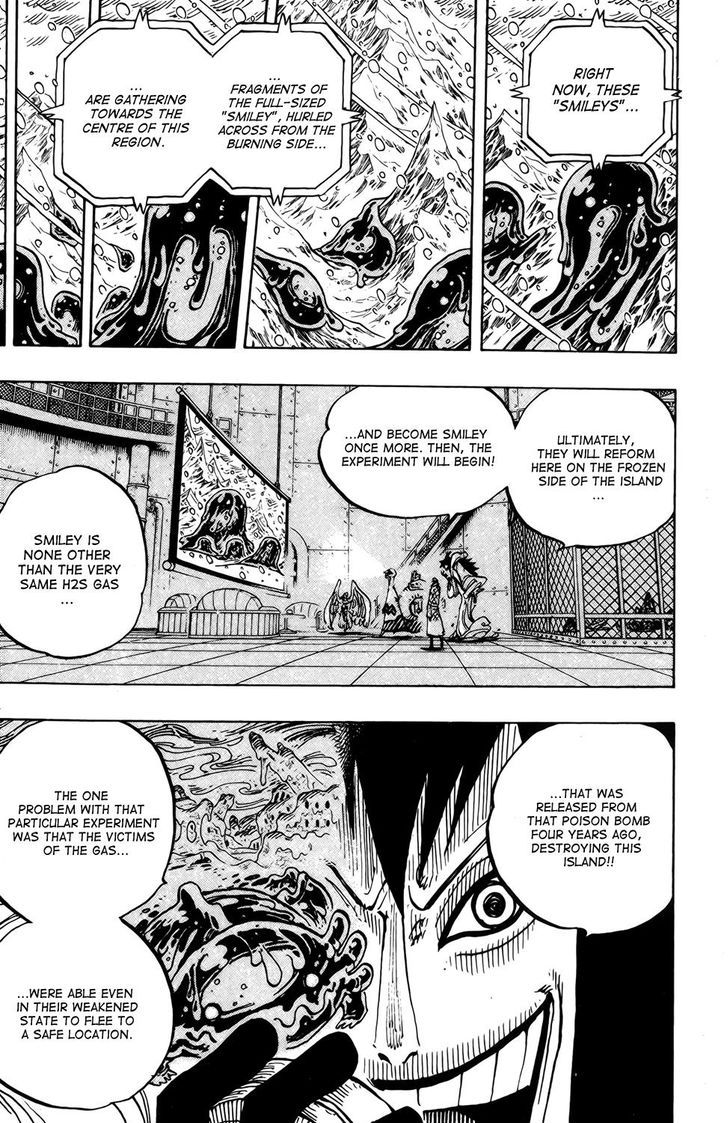 RIGHT
NOW, THESE
"SMILEYS"...
...
FRAGMENTS OF
THE FULL-SIZED
"SMILEY", HURLED
ACROSS FROM THE
BURNING SIDE...
...
ARE GATHERING
TOWARDS THE
CENTRE OF THIS
REGION.
ULTIMATELY,
THEY WILL REFORM
HERE ON THE FROZEN
SIDE OF THE ISLAND
...
...AND BECOME SMILEY
ONCE MORE. THEN, THE
EXPERIMENT WILL BEGIN!
SMILEY IS
NONE OTHER
THAN THE VERY
SAME H2S GAS
...
...THAT WAS
RELEASED FROM
THAT POISON BOMB
FOUR YEARS AGO,
DESTROYING THIS
ISLAND!!
THE ONE
PROBLEM WITH THAT
PARTICULAR EXPERIMENT
WAS THAT THE VICTIMS
OF THE GAS...
...WERE ABLE EVEN
IN THEIR WEAKENED
STATE TO FLEE TO
A SAFE LOCATION.